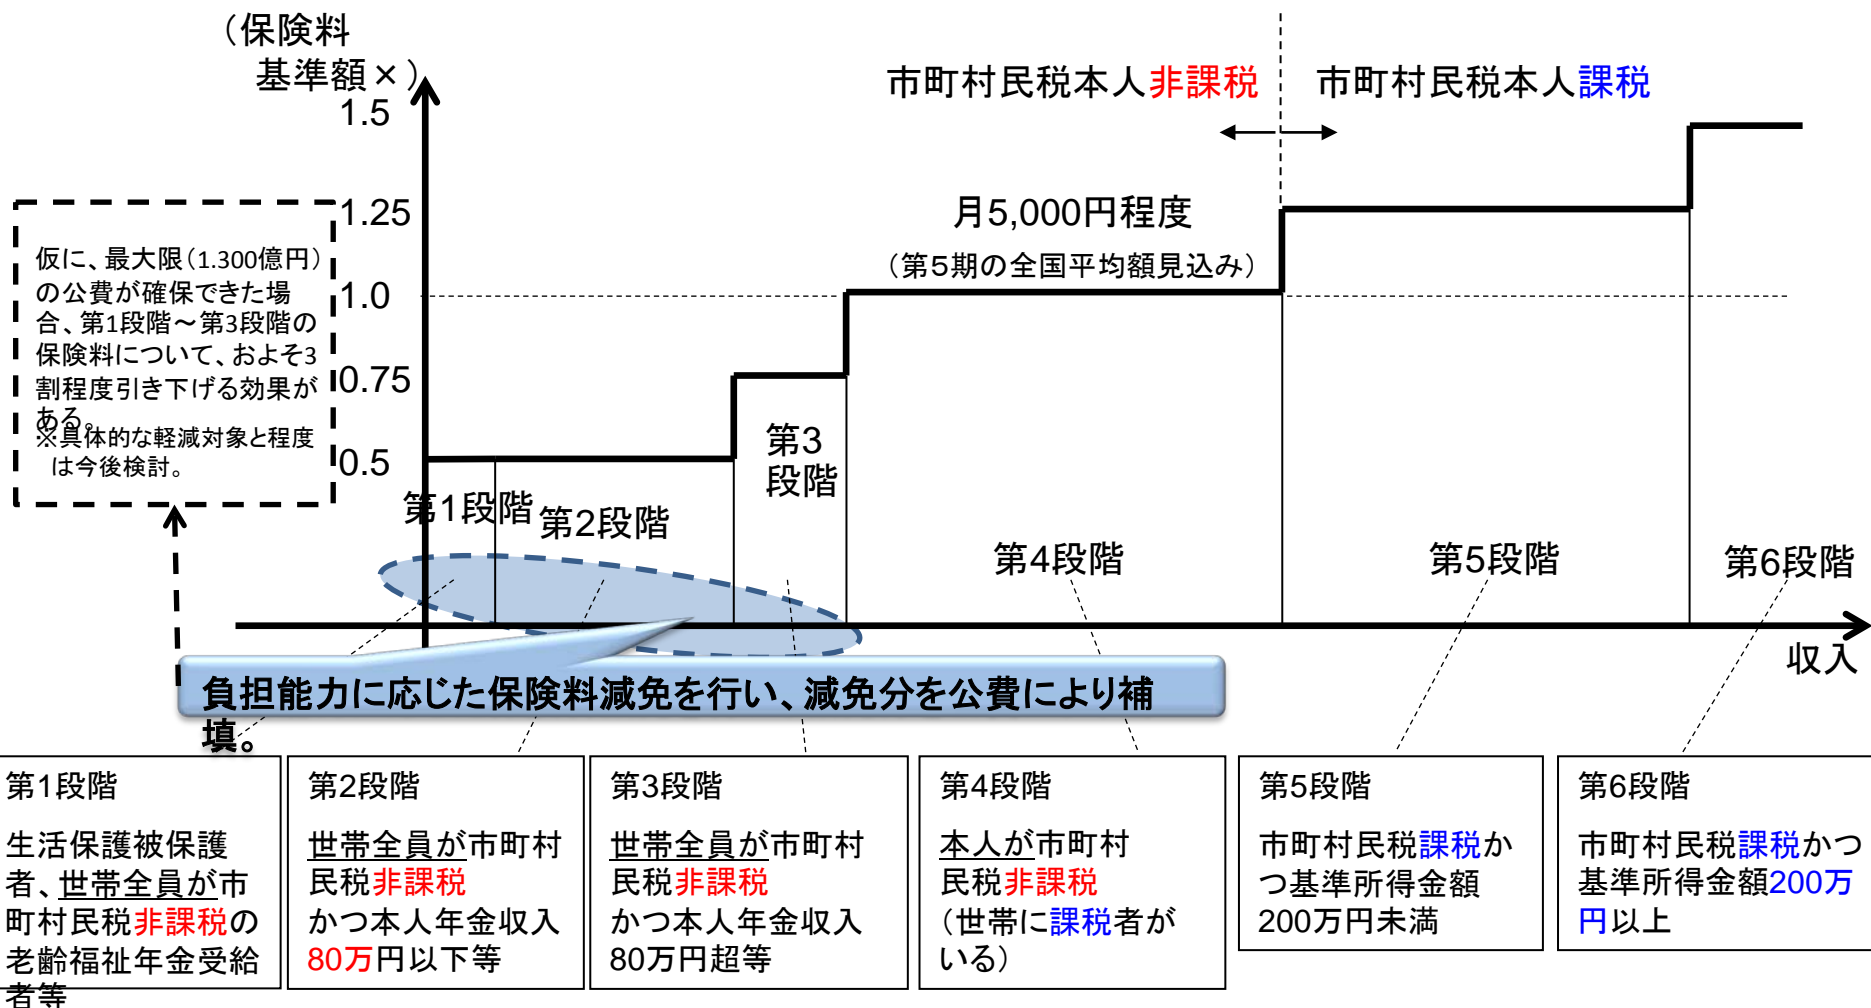 （保険料
基準額×）
1.5
1.25
1.0
0.75
0.5
市町村民税本人非課税
市町村民税本人課税
月5,000円程度
（第５期の全国平均額見込み）
仮に、最大限（1.300億円）
の公費が確保できた場
合、第1段階～第3段階の
保険料について、およそ3
割程度引き下げる効果が
ある。
※具体的な軽減対象と程度
は今後検討。
第1段階
第2段階
第3
段階
第4段階
第5段階
第6段階
収入
負担能力に応じた保険料減免を行い、減免分を公費により補
填。
第1段階
生活保護被保護
者、世帯全員が市
町村民税非課税の
老齢福祉年金受給
者等
第2段階
世帯全員が市町村
民税非課税
かつ本人年金収入
80万円以下等
第3段階
世帯全員が市町村
民税非課税
かつ本人年金収入
80万円超等
第4段階
本人が市町村
民税非課税
（世帯に課税者が
いる）
第5段階
市町村民税課税か
つ基準所得金額
200万円未満
第6段階
市町村民税課税かつ
基準所得金額200万
円以上